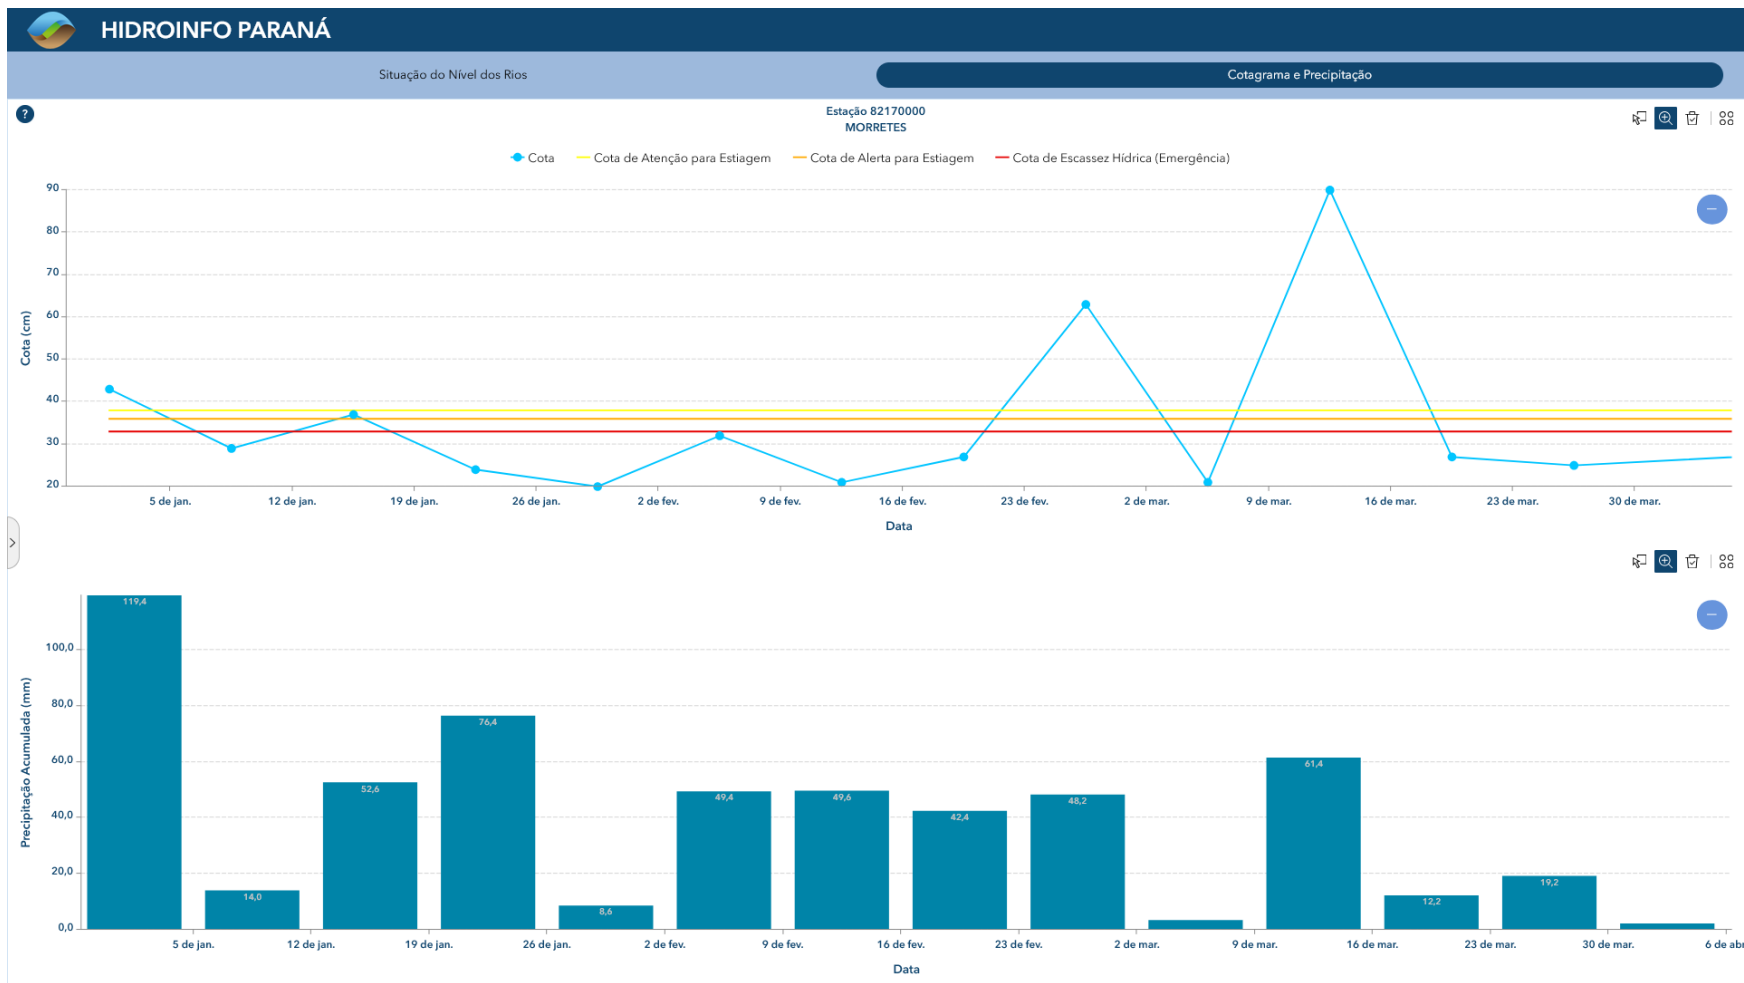 HIDROINFO PARANÁ
Situação do Nível dos Rios
Cotagrama e Precipitação
?
Estação 82170000
MORRETES
Cota
Cota de Atenção para Estiagem
Cota de Alerta para Estiagem
Cota de Escassez Hídrica (Emergência)
Cota (cm)
90
80
70
60
50
40
30
20
5 de jan.
12 de jan.
19 de jan.
26 de jan.
2 de fev.
9 de fev.
16 de fev.
23 de fev.
2 de mar.
9 de mar.
16 de mar.
23 de mar.
30 de mar.
Data
Precipitação Acumulada (mm)
100,0
80,0
60,0
40,0
20,0
0,0
119,4
14,0
52,6
76,4
8,6
49,4
49,6
42,4
48,2
61,4
12,2
19,2
5 de jan.
12 de jan.
19 de jan.
26 de jan.
2 de fev.
9 de fev.
16 de fev.
23 de fev.
2 de mar.
9 de mar.
16 de mar.
23 de mar.
30 de mar.
6 de abr
Data